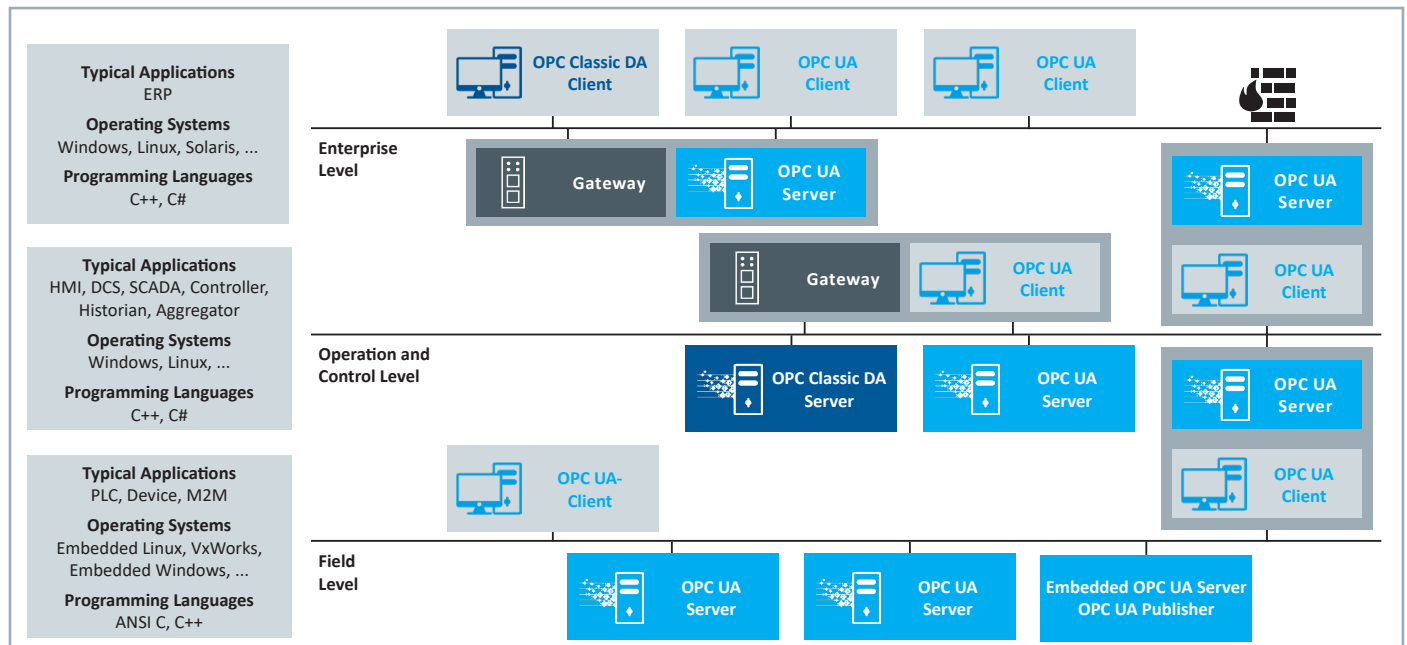 Typical Applications
ERP
Operating Systems
Windows, Linux, Solaris, ...
Programming Languages
C++, C#
Typical Applications
HMI, DCS, SCADA, Controller,
Historian, Aggregator
Operating Systems
Windows, Linux, ...
Programming Languages
C++, C#
Typical Applications
PLC, Device, M2M
Operating Systems
Embedded Linux, VxWorks,
Embedded Windows, ...
Programming Languages
ANSI C, C++
OPC Classic DA
Client
OPC UA
Client
OPC UA
Client
Enterprise
Level
Gateway
OPC UA
Server
OPC UA
Server
Gateway
OPC UA
Client
OPC UA
Client
Operation and
Control Level
OPC Classic DA
Server
OPC UA
Server
OPC UA
Server
OPC UA-
Client
OPC UA
Client
Field
Level
OPC UA
Server
OPC UA
Server
Embedded OPC UA Server
OPC UA Publisher